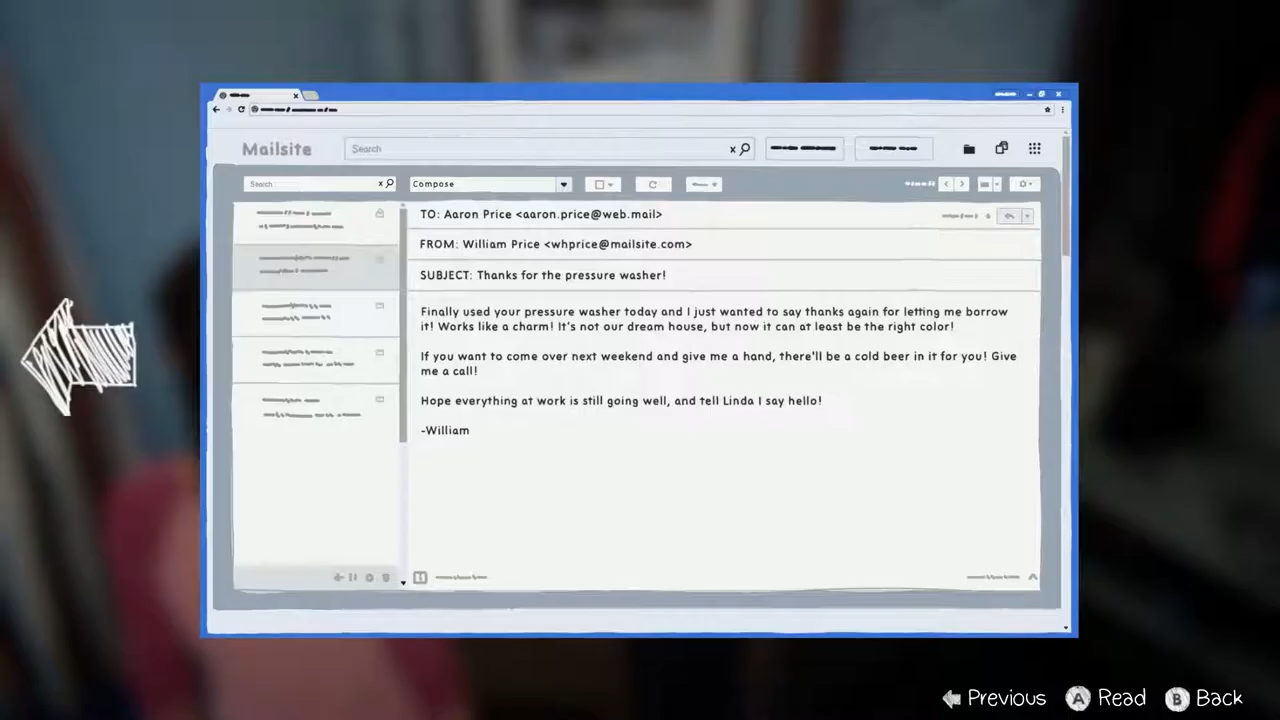 Mailsite
Search
x
Search
x
Compose
TO: Aaron Price <aaron.price@web.mail>
FROM: William Price <whprice@mailsite.com>
SUBJECT: Thanks for the pressure washer!
Finally used your pressure washer today and I just wanted to say thanks again for letting me borrow
it! Works like a charm! It's not our dream house, but now it can at least be the right color!
If you want to come over next weekend and give me a hand, there'll be a cold beer in it for you! Give
me a call!
Hope everything at work is still going well, and tell Linda I say hello!
-William
Previous A Read B Back